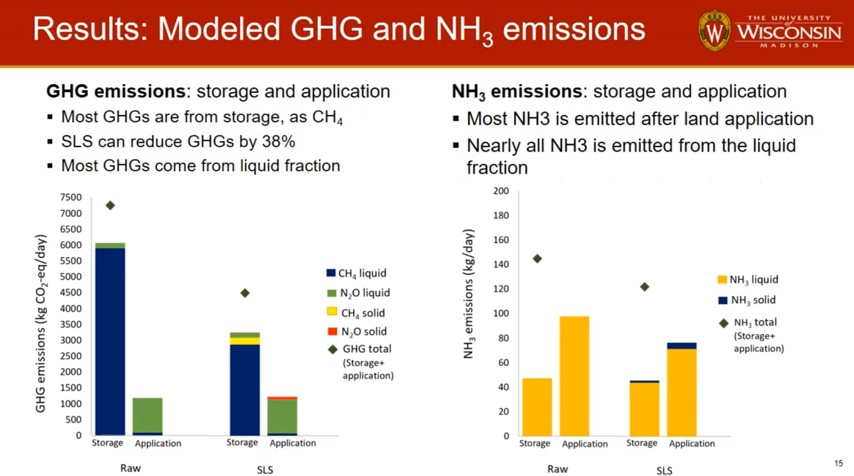 Results: Modeled GHG and NH₃ emissions
THE UNIVERSITY
of
WISCONSIN
MADISON
W
GHG emissions: storage and application
▪ Most GHGs are from storage, as CH₄
▪ SLS can reduce GHGs by 38%
▪ Most GHGs come from liquid fraction
NH₃ emissions: storage and application
▪ Most NH3 is emitted after land application
▪ Nearly all NH3 is emitted from the liquid
fraction
GHG emissions (kg CO₂-eq/day)
7500
7000
6500
6000
5500
5000
4500
4000
3500
3000
2500
2000
1500
1000
500
0
Storage
Application
Storage
Application
Raw
SLS
CH₄ liquid
N₂O liquid
CH₄ solid
N₂O solid
GHG total
(Storage+
application)
NH₃ emissions (kg/day)
200
180
160
140
120
100
80
60
40
20
0
Storage
Application
Storage
Application
Raw
SLS
NH₃ liquid
NH₃ solid
NH₃ total
(Storage+
application)
15